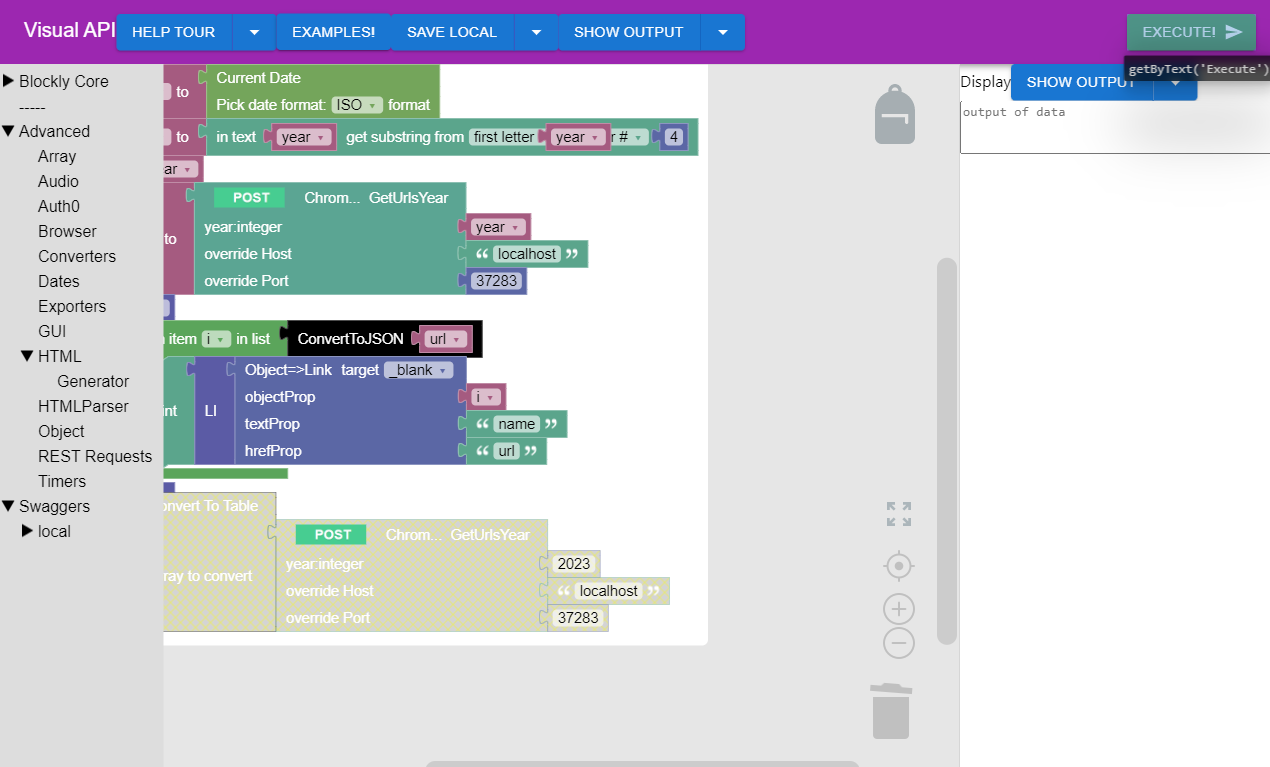 Visual API
HELP TOUR
EXAMPLES!
SAVE LOCAL
SHOW OUTPUT
EXECUTE!
getByText('Execute')
Blockly Core
-----
Advanced
Array
Audio
Auth0
Browser
Converters
Dates
Exporters
GUI
HTML
Generator
HTMLParser
Object
REST Requests
Timers
Swaggers
local
to
Current Date
Pick date format: ISO format
to in text year get substring from first letter year r # 4
ar
to
POST Chrom... GetUrlsYear
year:integer year
override Host “ localhost ”
override Port 37283
item i in list ConvertToJSON url
int LI
Object=>Link target _blank
objectProp i
textProp “ name ”
hrefProp “ url ”
onvert To Table
ray to convert
POST Chrom... GetUrlsYear
year:integer 2023
override Host “ localhost ”
override Port 37283
Display SHOW OUTPUT
output of data